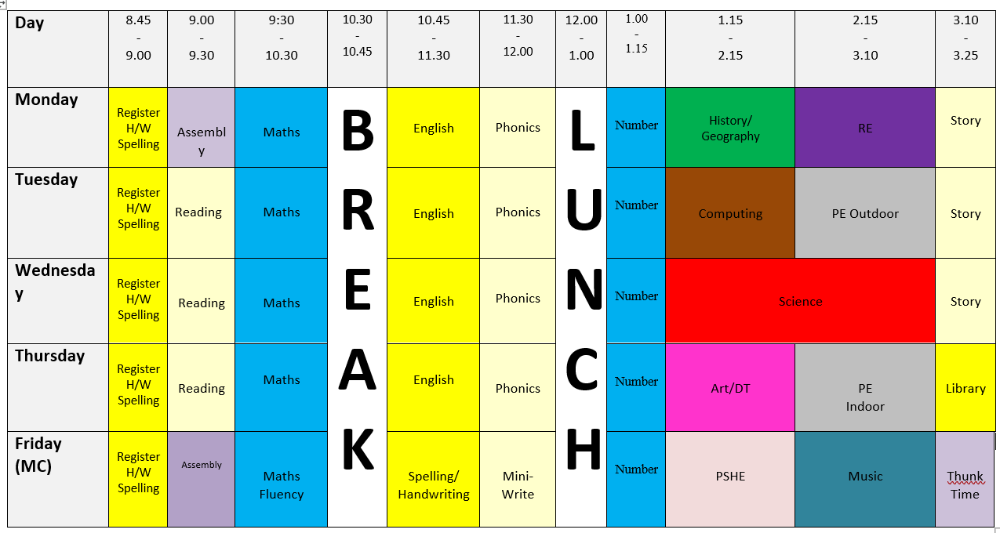 Day
8.45
-
9.00
9.00
-
9.30
9:30
-
10.30
10.30
-
10.45
10.45
-
11.30
11.30
-
12.00
12.00
-
1.00
1.00
-
1.15
1.15
-
2.15
2.15
-
3.10
3.10
-
3.25
Monday
Register
H/W
Spelling
Assembl
y
Maths
B
R
E
A
K
English
Phonics
L
U
N
C
H
Number
History/
Geography
RE
Story
Tuesday
Register
H/W
Spelling
Reading
Maths
English
Phonics
Number
Computing
PE Outdoor
Story
Wednesda
y
Register
H/W
Spelling
Reading
Maths
English
Phonics
Number
Science
Story
Thursday
Register
H/W
Spelling
Reading
Maths
English
Phonics
Number
Art/DT
PE
Indoor
Library
Friday
(MC)
Register
H/W
Spelling
Assembly
Maths
Fluency
Spelling/
Handwriting
Mini-
Write
Number
PSHE
Music
Thunk
Time